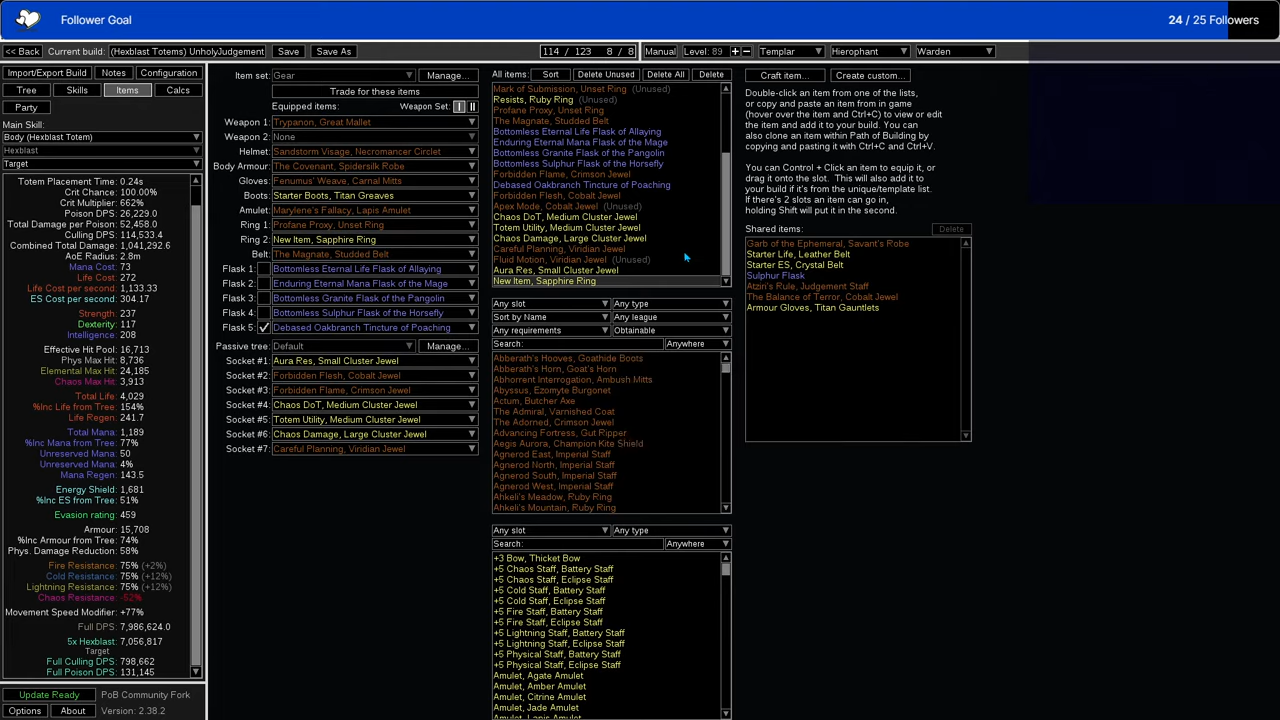 Follower Goal
24 / 25 Followers
<< Back Current build: (Hexblast Totems) UnholyJudgement Save Save As 114 / 123 8 / 8 Manual Level: 89 + - Templar Hierophant Warden
Import/Export Build Notes Configuration
Tree Skills Items Calcs
Party
Main Skill:
Body (Hexblast Totem)
Hexblast
Target
Totem Placement Time: 0.24s
Crit Chance: 100.00%
Crit Multiplier: 662%
Poison DPS: 26,229.0
Total Damage per Poison: 52,458.0
Culling DPS: 114,533.4
Combined Total Damage: 1,041,292.6
AoE Radius: 2.8m
Mana Cost: 73
Life Cost: 272
Life Cost per second: 1,133.33
ES Cost per second: 304.17
Strength: 237
Dexterity: 117
Intelligence: 208
Effective Hit Pool: 16,713
Phys Max Hit: 8,736
Elemental Max Hit: 24,185
Chaos Max Hit: 3,913
Total Life: 4,029
%Inc Life from Tree: 154%
Life Regen: 241.7
Total Mana: 1,189
%Inc Mana from Tree: 77%
Unreserved Mana: 50
Unreserved Mana: 4%
Mana Regen: 143.5
Energy Shield: 1,681
%Inc ES from Tree: 51%
Evasion rating: 459
Armour: 15,708
%Inc Armour from Tree: 74%
Phys. Damage Reduction: 58%
Fire Resistance: 75% (+2%)
Cold Resistance: 75% (+12%)
Lightning Resistance: 75% (+12%)
Chaos Resistance: -52%
Movement Speed Modifier: +77%
Full DPS: 7,986,624.0
5x Hexblast: 7,056,817
Target
Full Culling DPS: 798,662
Full Poison DPS: 131,145
Update Ready PoB Community Fork
Options About Version: 2.38.2
Item set: Gear Manage...
Trade for these items
Equipped items: Weapon Set: I II
Weapon 1: Trypanon, Great Mallet
Weapon 2: None
Helmet: Sandstorm Visage, Necromancer Circlet
Body Armour: The Covenant, Spidersilk Robe
Gloves: Fenumus' Weave, Carnal Mitts
Boots: Starter Boots, Titan Greaves
Amulet: Marylene's Fallacy, Lapis Amulet
Ring 1: Profane Proxy, Unset Ring
Ring 2: New Item, Sapphire Ring
Belt: The Magnate, Studded Belt
Flask 1: Bottomless Eternal Life Flask of Allaying
Flask 2: Enduring Eternal Mana Flask of the Mage
Flask 3: Bottomless Granite Flask of the Pangolin
Flask 4: Bottomless Sulphur Flask of the Horsefly
Flask 5: Debased Oakbranch Tincture of Poaching
Passive tree: Default Manage...
Socket #1: Aura Res, Small Cluster Jewel
Socket #2: Forbidden Flesh, Cobalt Jewel
Socket #3: Forbidden Flame, Crimson Jewel
Socket #4: Chaos DoT, Medium Cluster Jewel
Socket #5: Totem Utility, Medium Cluster Jewel
Socket #6: Chaos Damage, Large Cluster Jewel
Socket #7: Careful Planning, Viridian Jewel
All items: Sort Delete Unused Delete All Delete
Mark of Submission, Unset Ring (Unused)
Resists, Ruby Ring (Unused)
Profane Proxy, Unset Ring
The Magnate, Studded Belt
Bottomless Eternal Life Flask of Allaying
Enduring Eternal Mana Flask of the Mage
Bottomless Granite Flask of the Pangolin
Bottomless Sulphur Flask of the Horsefly
Forbidden Flame, Crimson Jewel
Debased Oakbranch Tincture of Poaching
Forbidden Flesh, Cobalt Jewel
Apex Mode, Cobalt Jewel (Unused)
Chaos DoT, Medium Cluster Jewel
Totem Utility, Medium Cluster Jewel
Chaos Damage, Large Cluster Jewel
Careful Planning, Viridian Jewel
Fluid Motion, Viridian Jewel (Unused)
Aura Res, Small Cluster Jewel
New Item, Sapphire Ring
Any slot Any type
Sort by Name Any league
Any requirements Obtainable
Search: Anywhere
Abberath's Hooves, Goathide Boots
Abberath's Horn, Goat's Horn
Abhorrent Interrogation, Ambush Mitts
Abyssus, Ezomyte Burgonet
Actum, Butcher Axe
The Admiral, Varnished Coat
The Adorned, Crimson Jewel
Advancing Fortress, Gut Ripper
Aegis Aurora, Champion Kite Shield
Agnerod East, Imperial Staff
Agnerod North, Imperial Staff
Agnerod South, Imperial Staff
Agnerod West, Imperial Staff
Ahkeli's Meadow, Ruby Ring
Ahkeli's Mountain, Ruby Ring
Any slot Any type
Search: Anywhere
+3 Bow, Thicket Bow
+5 Chaos Staff, Battery Staff
+5 Chaos Staff, Eclipse Staff
+5 Cold Staff, Battery Staff
+5 Cold Staff, Eclipse Staff
+5 Fire Staff, Battery Staff
+5 Fire Staff, Eclipse Staff
+5 Lightning Staff, Battery Staff
+5 Lightning Staff, Eclipse Staff
+5 Physical Staff, Battery Staff
+5 Physical Staff, Eclipse Staff
Amulet, Agate Amulet
Amulet, Amber Amulet
Amulet, Citrine Amulet
Amulet, Jade Amulet
Amulet, Lapis Amulet
Craft item... Create custom...
Double-click an item from one of the lists,
or copy and paste an item from in game
(hover over the item and Ctrl+C) to view or edit
the item and add it to your build. You can
also clone an item within Path of Building by
copying and pasting it with Ctrl+C and Ctrl+V.
You can Control + Click an item to equip it, or
drag it onto the slot. This will also add it to
your build if it's from the unique/template list.
If there's 2 slots an item can go in,
holding Shift will put it in the second.
Shared items: Delete
Garb of the Ephemeral, Savant's Robe
Starter Life, Leather Belt
Starter ES, Crystal Belt
Sulphur Flask
Atziri's Rule, Judgement Staff
The Balance of Terror, Cobalt Jewel
Armour Gloves, Titan Gauntlets